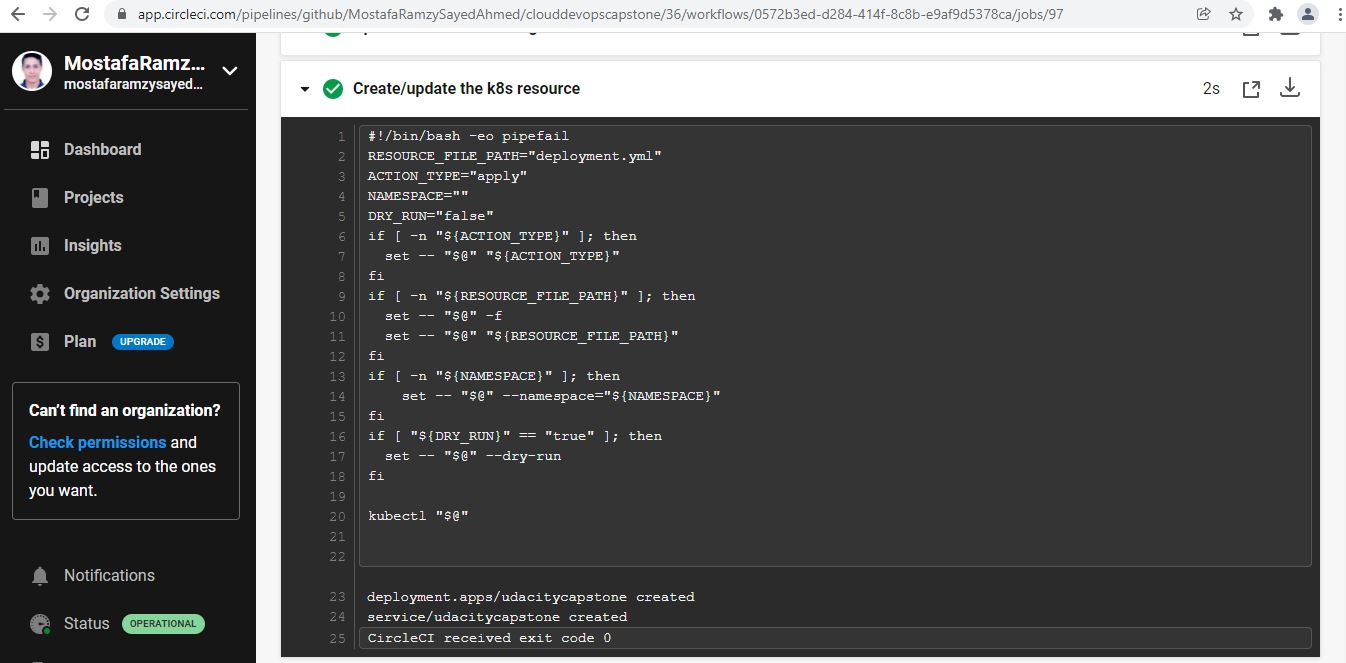 app.circleci.com/pipelines/github/MostafaRamzySayedAhmed/clouddevopscapstone/36/workflows/0572b3ed-d284-414f-8c8b-e9af9d5378ca/jobs/97
MostafaRamz...
mostafaramzysayed...
Dashboard
Projects
Insights
Organization Settings
Plan UPGRADE
Can't find an organization?
Check permissions and
update access to the ones
you want.
Notifications
Status OPERATIONAL
Create/update the k8s resource 2s
1 #!/bin/bash -eo pipefail
2 RESOURCE_FILE_PATH="deployment.yml"
3 ACTION_TYPE="apply"
4 NAMESPACE=""
5 DRY_RUN="false"
6 if [ -n "${ACTION_TYPE}" ]; then
7   set -- "$@" "${ACTION_TYPE}"
8 fi
9 if [ -n "${RESOURCE_FILE_PATH}" ]; then
10   set -- "$@" -f
11   set -- "$@" "${RESOURCE_FILE_PATH}"
12 fi
13 if [ -n "${NAMESPACE}" ]; then
14     set -- "$@" --namespace="${NAMESPACE}"
15 fi
16 if [ "${DRY_RUN}" == "true" ]; then
17   set -- "$@" --dry-run
18 fi
19
20 kubectl "$@"
21
22
23 deployment.apps/udacitycapstone created
24 service/udacitycapstone created
25 CircleCI received exit code 0